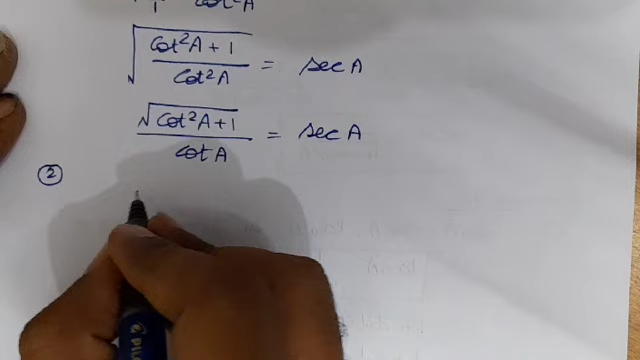 √(cot²A + 1 / cot²A) = sec A
√(cot²A + 1) / cot A = sec A
②